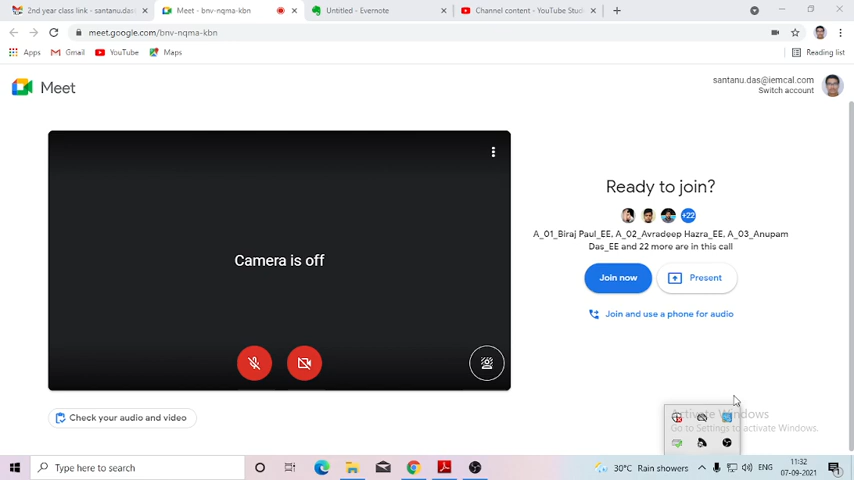 2nd year class link - santanu.das
Meet - bnv-nqma-kbn
Untitled - Evernote
Channel content - YouTube Stud
meet.google.com/bnv-nqma-kbn
Apps
Gmail
YouTube
Maps
Reading list
Meet
santanu.das@iemcal.com
Switch account
Camera is off
Ready to join?
+22
A_01_Biraj Paul_EE, A_02_Avradeep Hazra_EE, A_03_Anupam
Das_EE and 22 more are in this call
Join now
Present
Join and use a phone for audio
Check your audio and video
Activate Windows
Go to Settings to activate Windows.
Type here to search
30°C Rain showers
ENG
11:32
07-09-2021